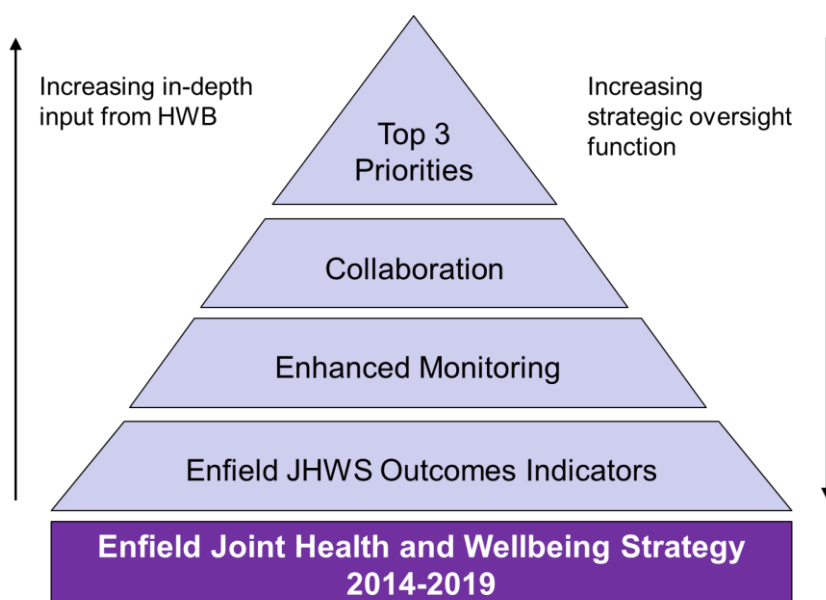 Increasing in-depth
input from HWB
Increasing
strategic oversight
function
Top 3
Priorities
Collaboration
Enhanced Monitoring
Enfield JHWS Outcomes Indicators
Enfield Joint Health and Wellbeing Strategy
2014-2019